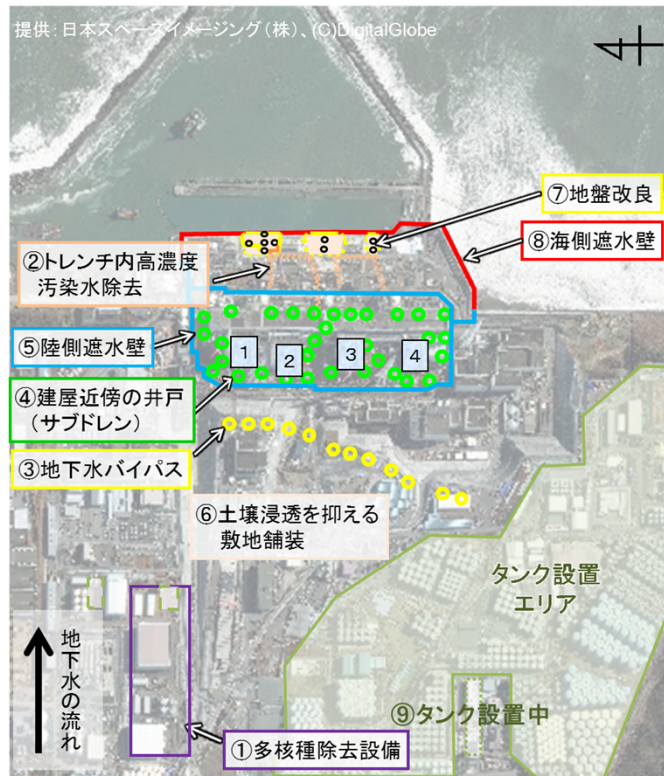 提供:日本スペースイメージング(株)、(C)DigitalGlobe
⑦地盤改良
⑧海側遮水壁
②トレンチ内高濃度
汚染水除去
⑤陸側遮水壁
1
2
3
4
④建屋近傍の井戸
(サブドレン)
③地下水バイパス
⑥土壌浸透を抑える
敷地舗装
タンク設置
エリア
地下水の流れ
⑨タンク設置中
①多核種除去設備